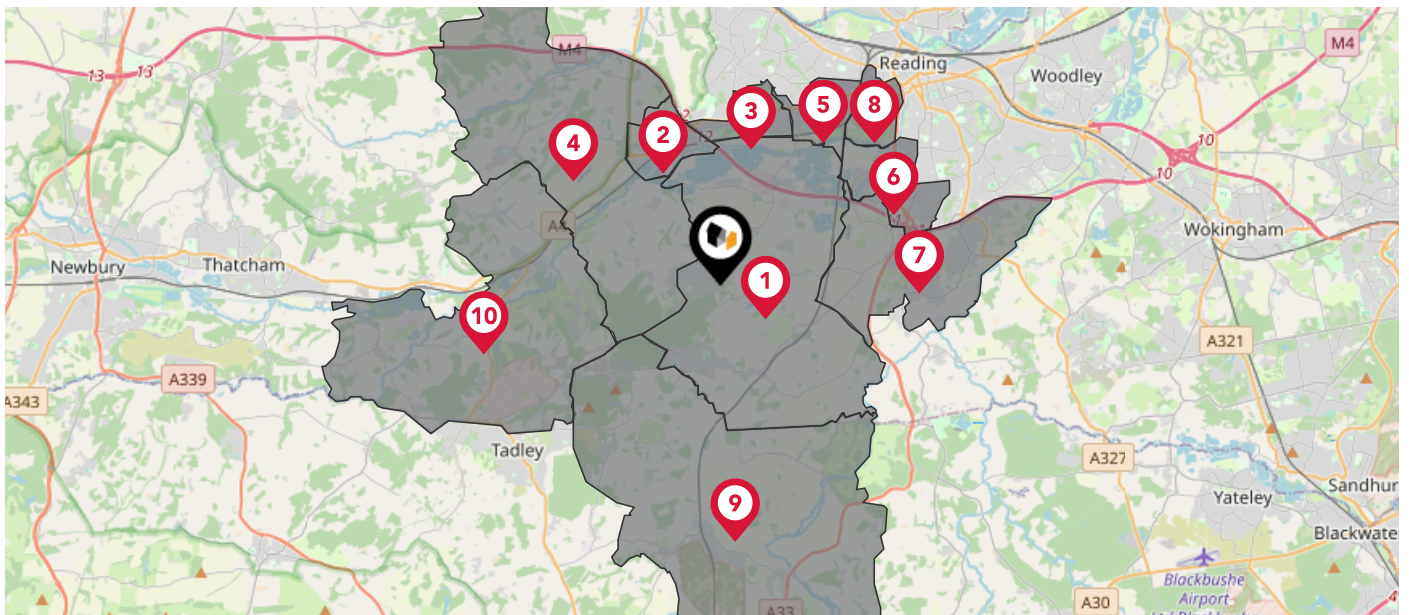 M4
M4
Reading
Woodley
13
13
3
5
8
2
12
2
4
10
10
6
Wokingham
A4
Newbury
Thatcham
7
1
10
A321
A339
A343
Tadley
A327
9
Yateley
Sandhur
Blackwate
Blackbushe
Airport
A33
A30